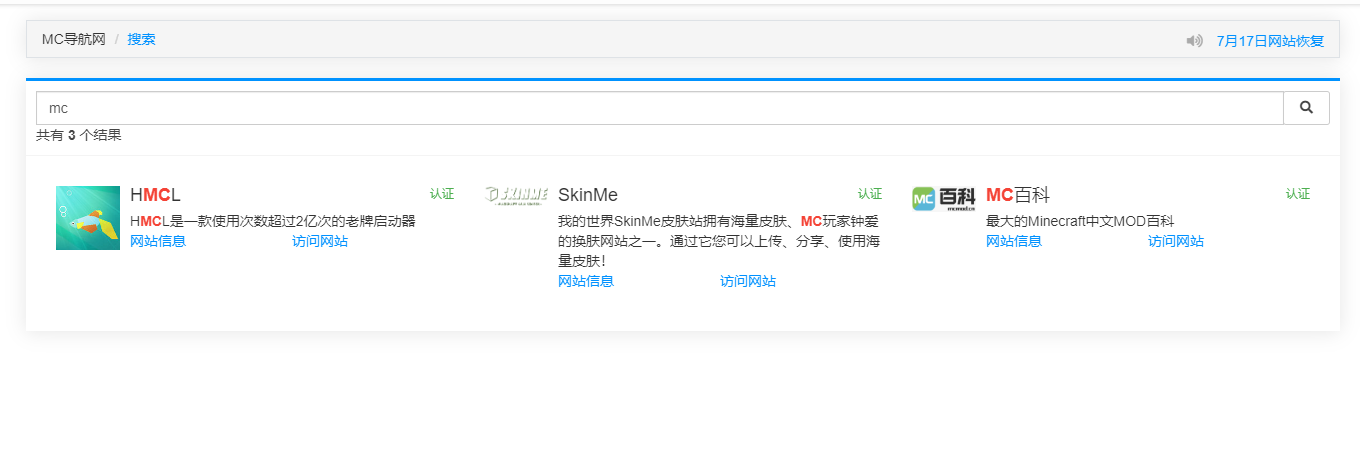 MC导航网 / 搜索
7月17日网站恢复
mc
共有 3 个结果
HMCL
认证
HMCL是一款使用次数超过2亿次的老牌启动器
网站信息
访问网站
SKINME
SkinMe
认证
我的世界SkinMe皮肤站拥有海量皮肤、MC玩家钟爱
的换肤网站之一。通过它您可以上传、分享、使用海
量皮肤！
网站信息
访问网站
MC 百科
mcmod.cn
MC百科
认证
最大的Minecraft中文MOD百科
网站信息
访问网站